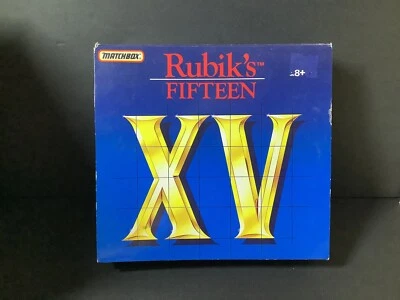 MATCHBOX
Rubik's™
8+
FIFTEEN
XV